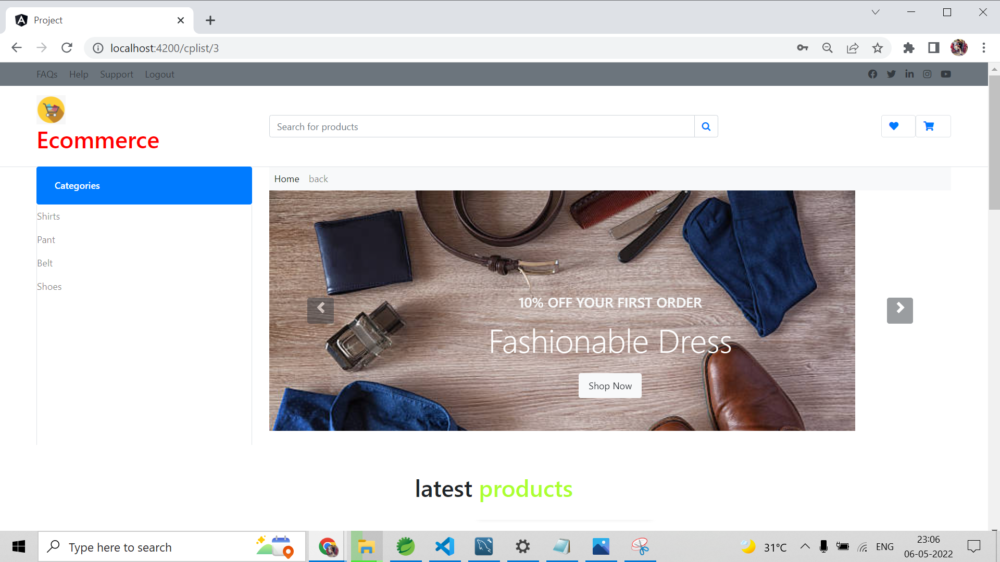 Project
localhost:4200/cplist/3
FAQs Help Support Logout
Ecommerce
Search for products
Categories
Home back
Shirts
Pant
Belt
Shoes
10% OFF YOUR FIRST ORDER
Fashionable Dress
Shop Now
latest products
Type here to search
31°C
ENG
23:06
06-05-2022